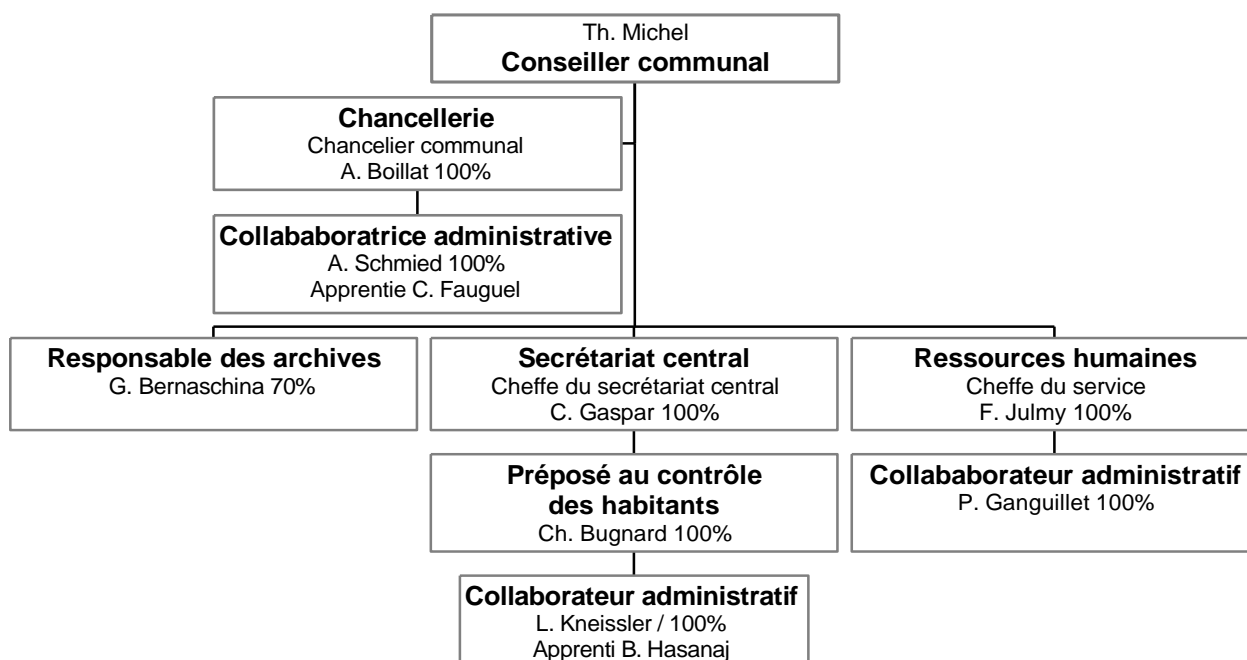 Th. Michel
Conseiller communal
Chancellerie
Chancelier communal
A. Boillat 100%
Collababoratrice administrative
A. Schmied 100%
Apprentie C. Fauguel
Responsable des archives
G. Bernaschina 70%
Secrétariat central
Cheffe du secrétariat central
C. Gaspar 100%
Ressources humaines
Cheffe du service
F. Julmy 100%
Préposé au contrôle
des habitants
Ch. Bugnard 100%
Collababorateur administratif
P. Ganguillet 100%
Collaborateur administratif
L. Kneissler / 100%
Apprenti B. Hasanaj